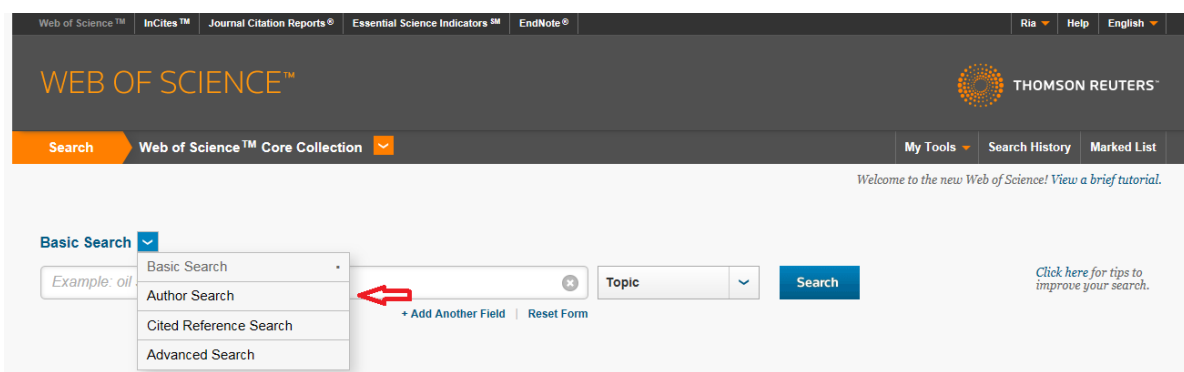 Web of Science™ InCites™ Journal Citation Reports® Essential Science Indicators℠ EndNote® Ria Help English
WEB OF SCIENCE™
THOMSON REUTERS™
Search Web of Science™ Core Collection My Tools Search History Marked List
Welcome to the new Web of Science! View a brief tutorial.
Basic Search
Basic Search
Example: oil Topic Search
Click here for tips to
improve your search.
Author Search
+ Add Another Field | Reset Form
Cited Reference Search
Advanced Search